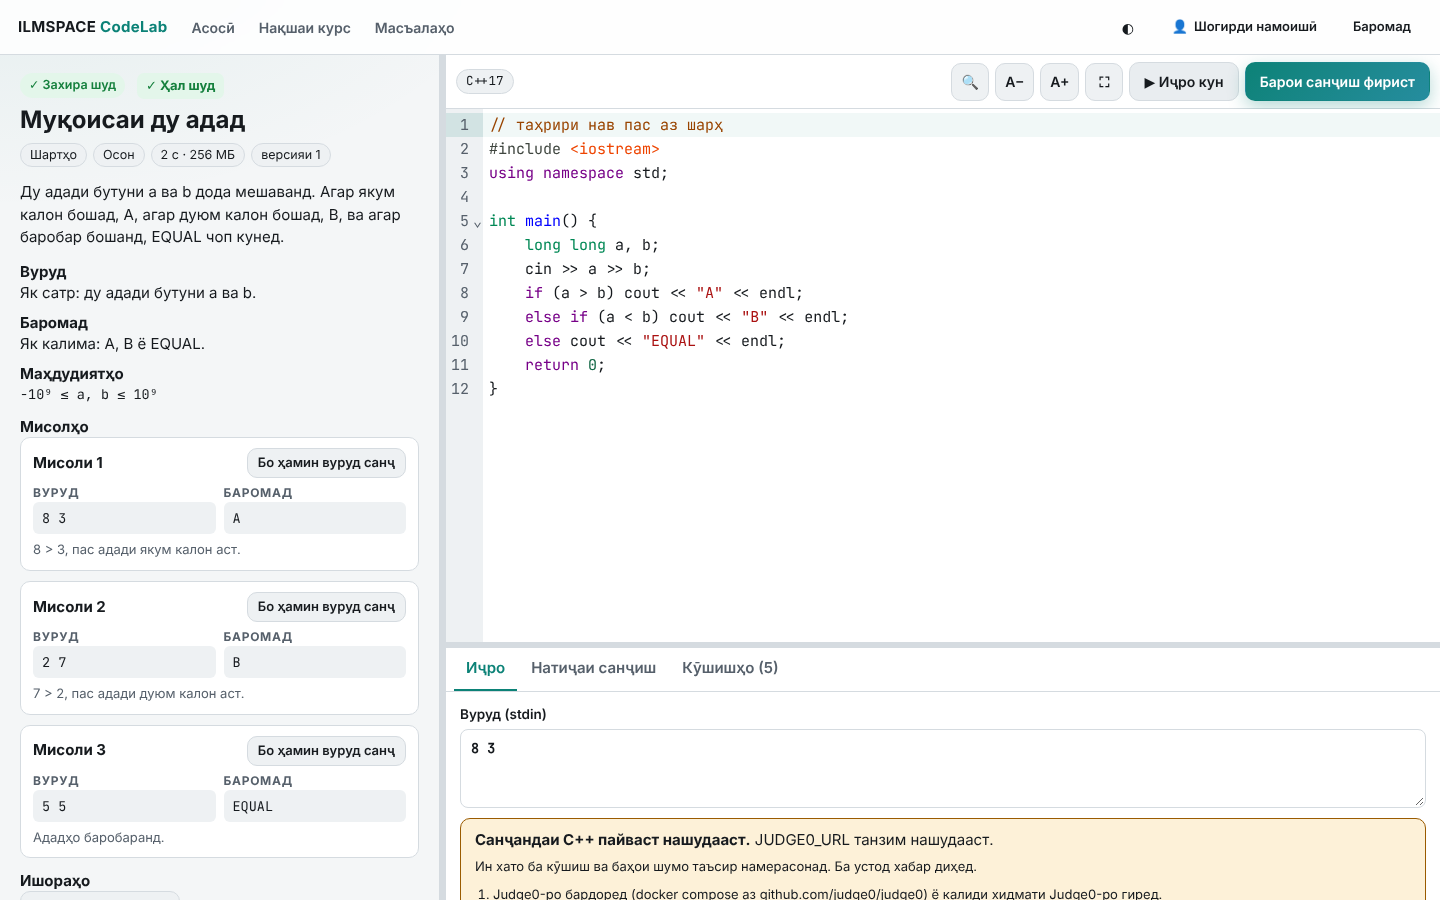 ILMSPACE CodeLab Асосӣ Нақшаи курс Масъалаҳо ◐ 👤 Шогирди намоишӣ Баромад
✓ Захира шуд ✓ Ҳал шуд
Муқоисаи ду адад
Шартҳо Осон 2 с · 256 МБ версияи 1
Ду адади бутуни a ва b дода мешаванд. Агар якум
калон бошад, A, агар дуюм калон бошад, B, ва агар
баробар бошанд, EQUAL чоп кунед.
Вуруд
Як сатр: ду адади бутуни a ва b.
Баромад
Як калима: A, B ё EQUAL.
Маҳдудиятҳо
-10⁹ ≤ a, b ≤ 10⁹
Мисолҳо
Мисоли 1 Бо ҳамин вуруд санҷ
ВУРУД БАРОМАД
8 3 A
8 > 3, пас адади якум калон аст.
Мисоли 2 Бо ҳамин вуруд санҷ
ВУРУД БАРОМАД
2 7 B
7 > 2, пас адади дуюм калон аст.
Мисоли 3 Бо ҳамин вуруд санҷ
ВУРУД БАРОМАД
5 5 EQUAL
Ададҳо баробаранд.
Ишораҳо
C++17 🔍 A− A+ ⛶ ▶ Иҷро кун Барои санҷиш фирист
1 // таҳрири нав пас аз шарҳ
2 #include <iostream>
3 using namespace std;
4
5 int main() {
6 long long a, b;
7 cin >> a >> b;
8 if (a > b) cout << "A" << endl;
9 else if (a < b) cout << "B" << endl;
10 else cout << "EQUAL" << endl;
11 return 0;
12 }
Иҷро Натиҷаи санҷиш Кӯшишҳо (5)
Вуруд (stdin)
8 3
Санҷандаи C++ пайваст нашудааст. JUDGE0_URL танзим нашудааст.
Ин хато ба кӯшиш ва баҳои шумо таъсир намерасонад. Ба устод хабар диҳед.
1. Judge0-ро бардоред (docker compose аз github.com/judge0/judge0) ё калиди хидмати Judge0-ро гиред.